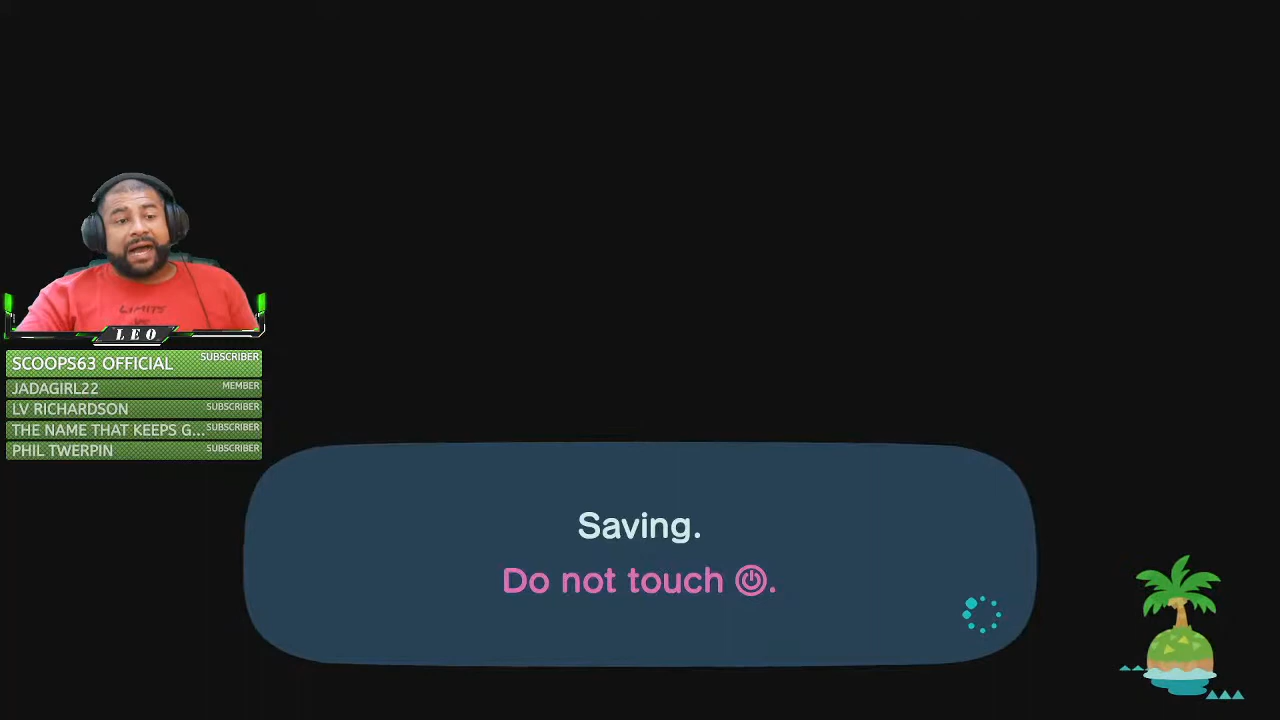 LIMITS
LEO
SCOOPS63 OFFICIAL SUBSCRIBER
JADAGIRL22 MEMBER
LV RICHARDSON SUBSCRIBER
THE NAME THAT KEEPS G... SUBSCRIBER
PHIL TWERPIN SUBSCRIBER
Saving.
Do not touch ⏻.